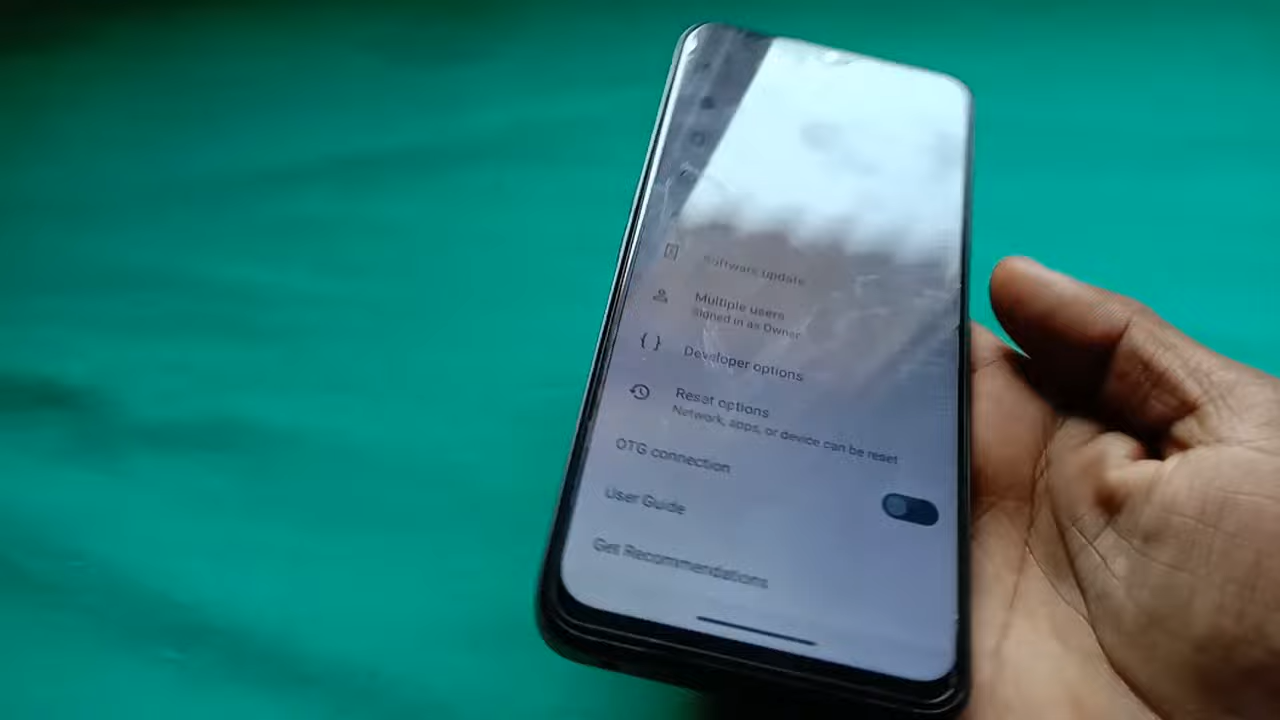 Software update
Multiple users
Signed in as Owner
{ }
Developer options
Reset options
Network, apps, or device can be reset
OTG connection
User Guide
Get Recommendations